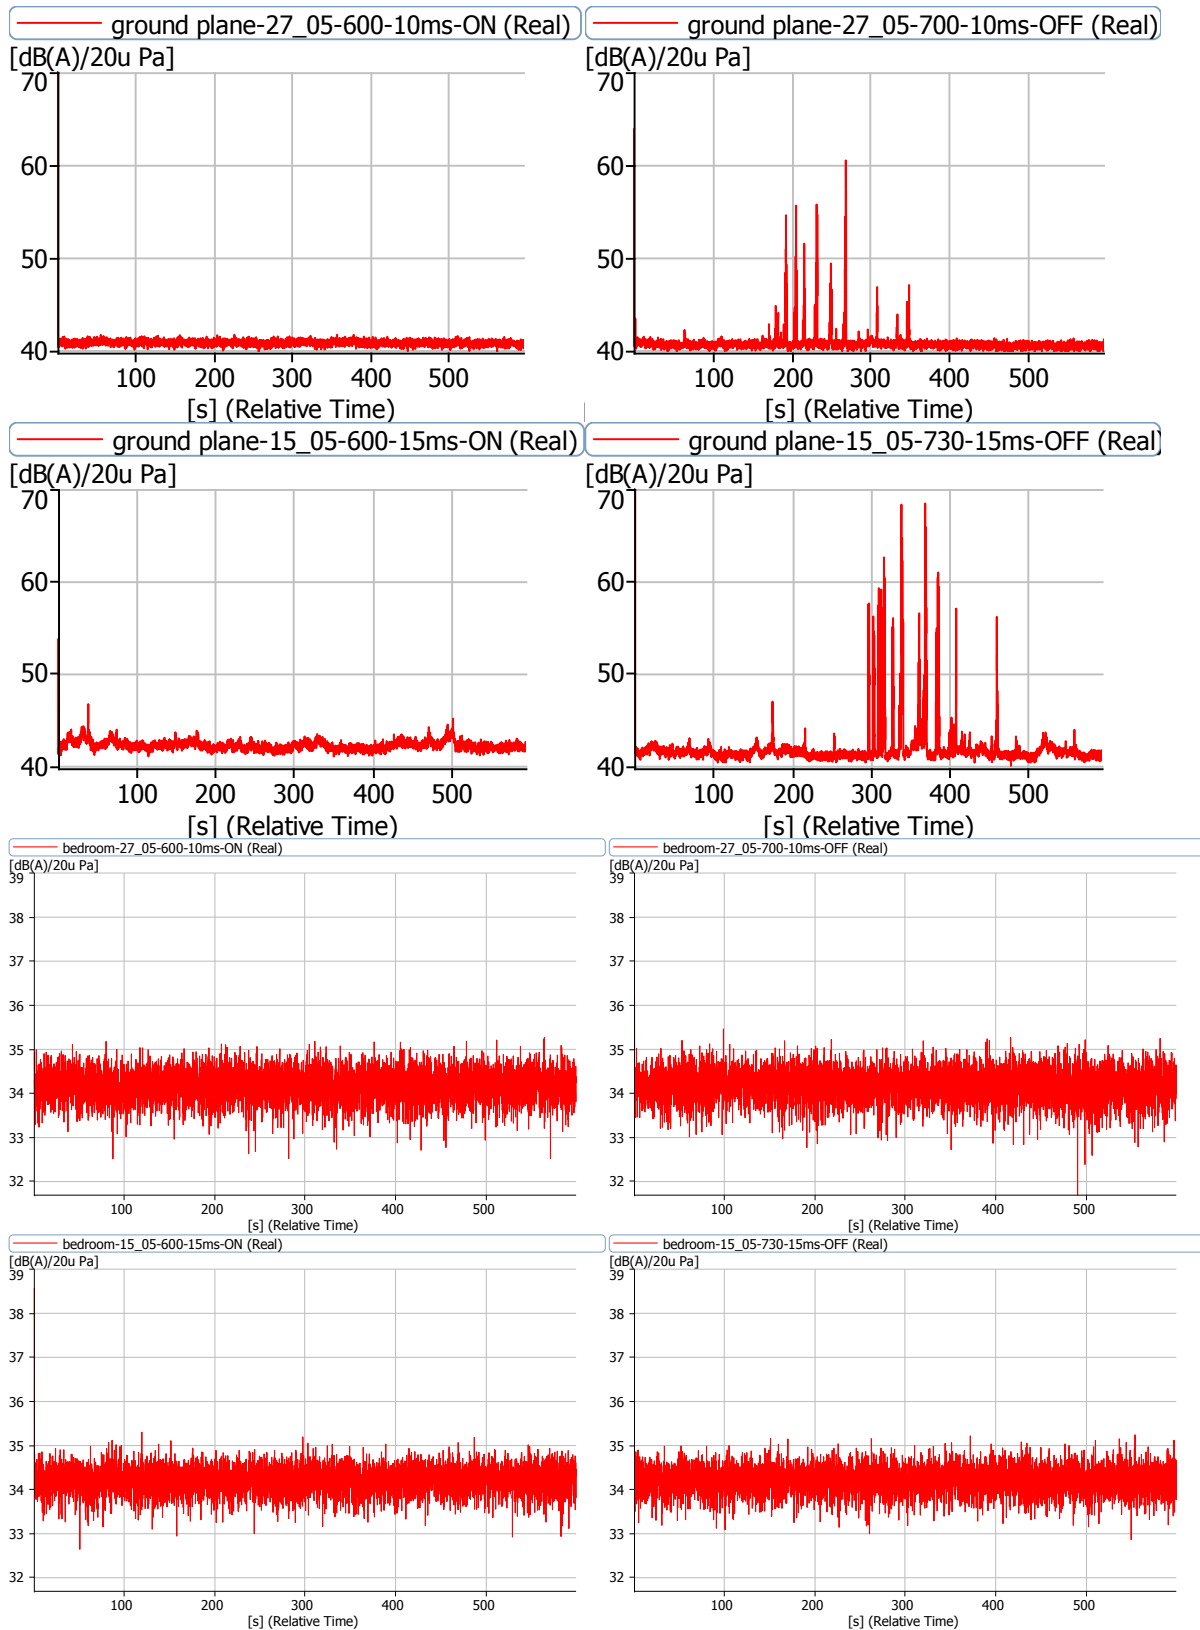 ground plane-27_05-600-10ms-ON (Real)
[dB(A)/20u Pa]
70
60
50
40
100 200 300 400 500
[s] (Relative Time)
ground plane-27_05-700-10ms-OFF (Real)
[dB(A)/20u Pa]
70
60
50
40
100 200 300 400 500
[s] (Relative Time)
ground plane-15_05-600-15ms-ON (Real)
[dB(A)/20u Pa]
70
60
50
40
100 200 300 400 500
[s] (Relative Time)
ground plane-15_05-730-15ms-OFF (Real)
[dB(A)/20u Pa]
70
60
50
40
100 200 300 400 500
[s] (Relative Time)
bedroom-27_05-600-10ms-ON (Real)
[dB(A)/20u Pa]
39
38
37
36
35
34
33
32
100 200 300 400 500
[s] (Relative Time)
bedroom-27_05-700-10ms-OFF (Real)
[dB(A)/20u Pa]
39
38
37
36
35
34
33
32
100 200 300 400 500
[s] (Relative Time)
bedroom-15_05-600-15ms-ON (Real)
[dB(A)/20u Pa]
39
38
37
36
35
34
33
32
100 200 300 400 500
[s] (Relative Time)
bedroom-15_05-730-15ms-OFF (Real)
[dB(A)/20u Pa]
39
38
37
36
35
34
33
32
100 200 300 400 500
[s] (Relative Time)